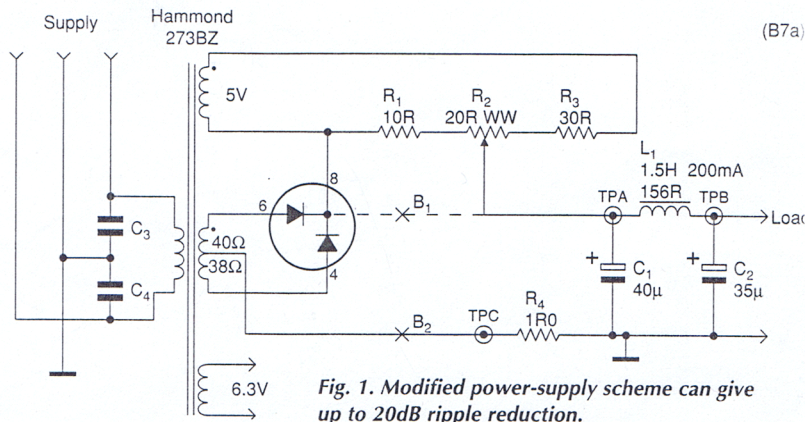 Supply
Hammond
273BZ
(B7a)
5V
R1
10R
R2
20R WW
R3
30R
L1
1.5H 200mA
156R
TPA
TPB
8
6
B1
Load
C3
40Ω
38Ω
4
C1
40µ
C2
35µ
C4
B2
TPC
R4
1R0
6.3V
Fig. 1. Modified power-supply scheme can give
up to 20dB ripple reduction.